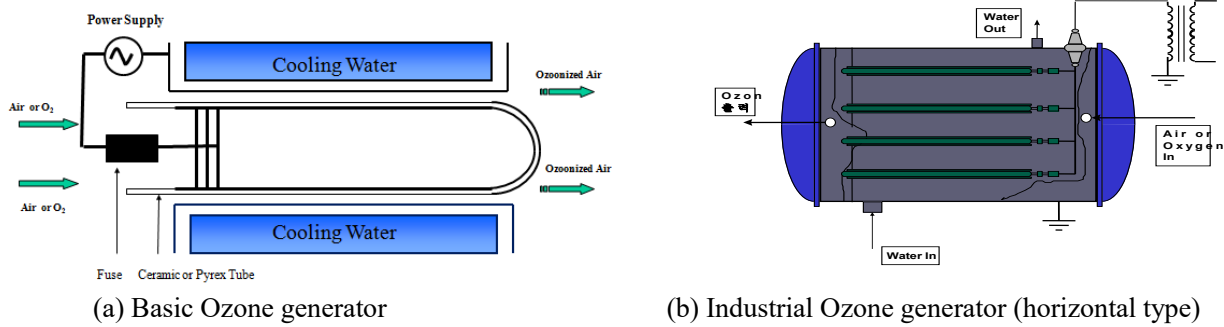 Power Supply
Cooling Water
Air or O₂
Ozoonized Air
Ozoonized Air
Air or O₂
Cooling Water
Fuse
Ceramic or Pyrex Tube
(a) Basic Ozone generator
Water
Out
Ozon
출 력
Air or
Oxygen
In
Water In
(b) Industrial Ozone generator (horizontal type)